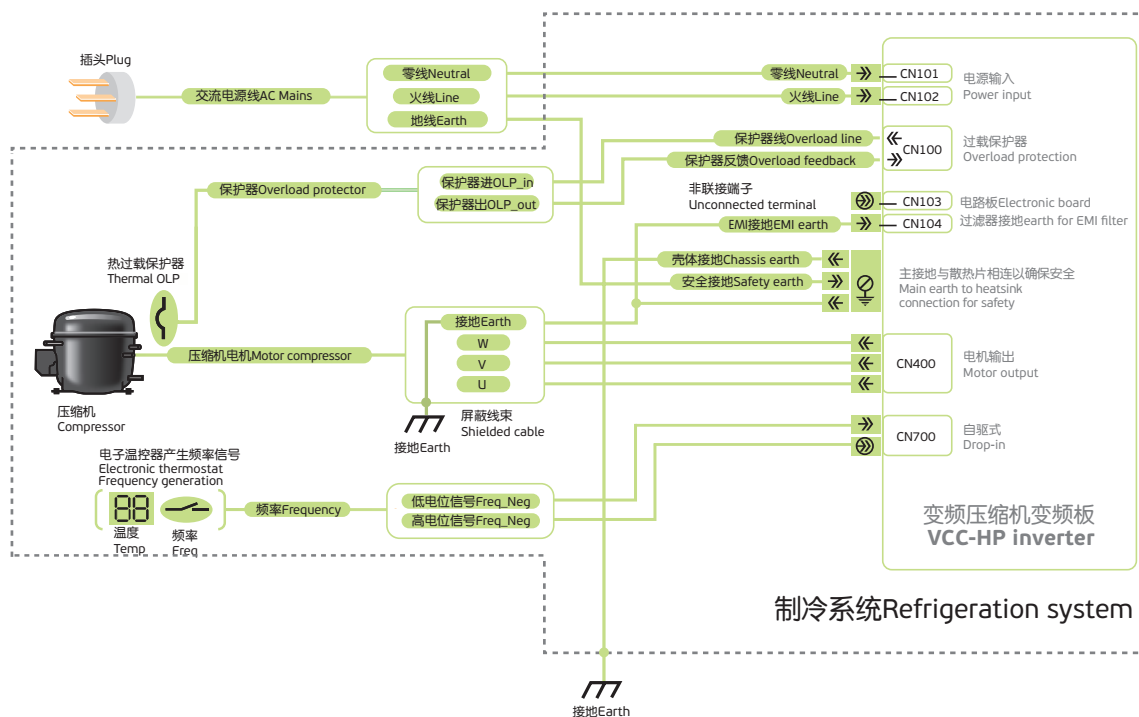 插头Plug
交流电源线AC Mains
零线Neutral
火线Line
地线Earth
零线Neutral
火线Line
CN101
CN102
电源输入
Power input
保护器线Overload line
保护器反馈Overload feedback
CN100
过载保护器
Overload protection
保护器Overload protector
保护器进OLP_in
保护器出OLP_out
非联接端子
Unconnected terminal
EMI接地EMI earth
CN103
CN104
电路板Electronic board
过滤器接地earth for EMI filter
热过载保护器
Thermal OLP
壳体接地Chassis earth
安全接地Safety earth
主接地与散热片相连以确保安全
Main earth to heatsink
connection for safety
压缩机
Compressor
压缩机电机Motor compressor
接地Earth
W
V
U
接地Earth
屏蔽线束
Shielded cable
CN400
电机输出
Motor output
CN700
自驱式
Drop-in
电子温控器产生频率信号
Electronic thermostat
Frequency generation
88
温度
Temp
频率
Freq
频率Frequency
低电位信号Freq_Neg
高电位信号Freq_Neg
变频压缩机变频板
VCC-HP inverter
制冷系统Refrigeration system
接地Earth